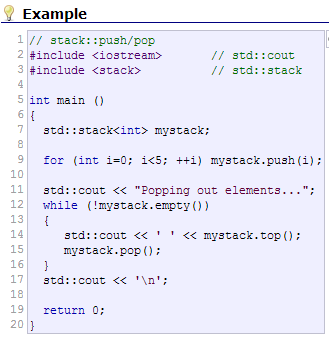 Example
1 // stack::push/pop
2 #include <iostream>       // std::cout
3 #include <stack>          // std::stack
4
5 int main ()
6 {
7   std::stack<int> mystack;
8
9   for (int i=0; i<5; ++i) mystack.push(i);
10
11   std::cout << "Popping out elements...";
12   while (!mystack.empty())
13   {
14      std::cout << ' ' << mystack.top();
15      mystack.pop();
16   }
17   std::cout << '\n';
18
19   return 0;
20 }